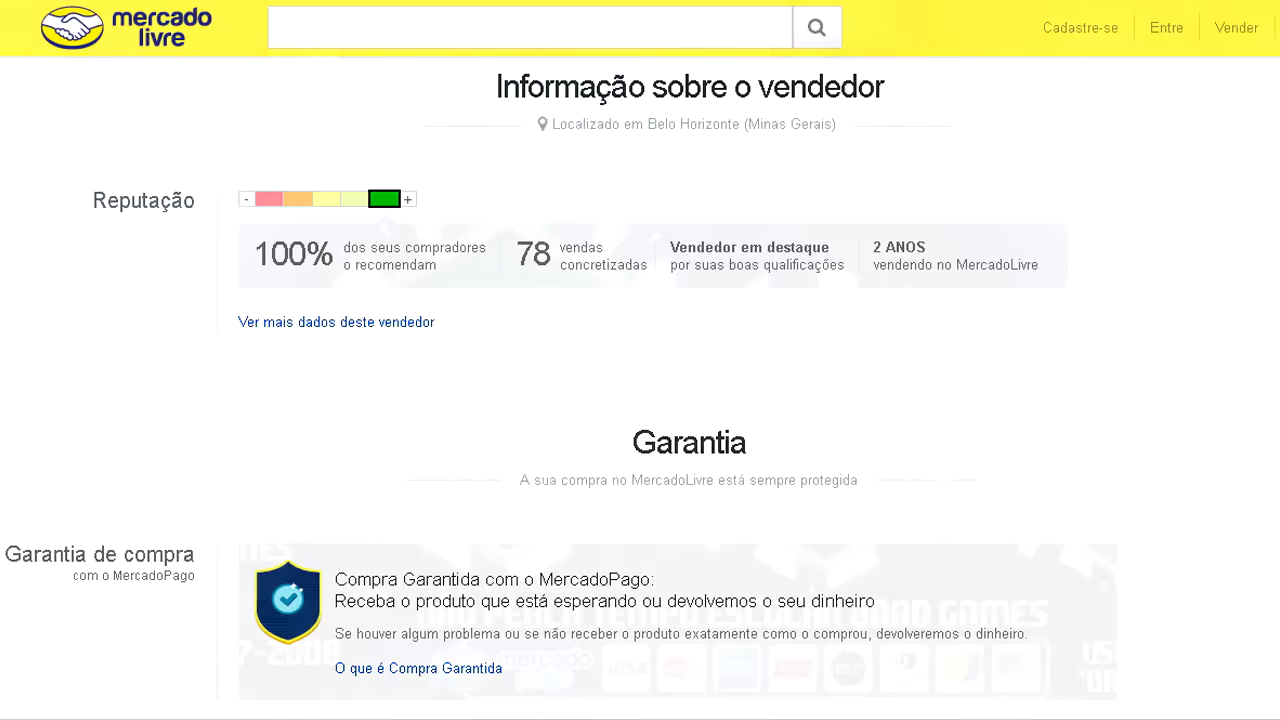 mercado
livre
Cadastre-se
Entre
Vender
Informação sobre o vendedor
Localizado em Belo Horizonte (Minas Gerais)
Reputação
-
+
100%
dos seus compradores
o recomendam
78
vendas
concretizadas
Vendedor em destaque
por suas boas qualificações
2 ANOS
vendendo no MercadoLivre
Ver mais dados deste vendedor
Garantia
A sua compra no MercadoLivre está sempre protegida
Garantia de compra
com o MercadoPago
Compra Garantida com o MercadoPago:
Receba o produto que está esperando ou devolvemos o seu dinheiro
Se houver algum problema ou se não receber o produto exatamente como o comprou, devolveremos o dinheiro.
O que é Compra Garantida